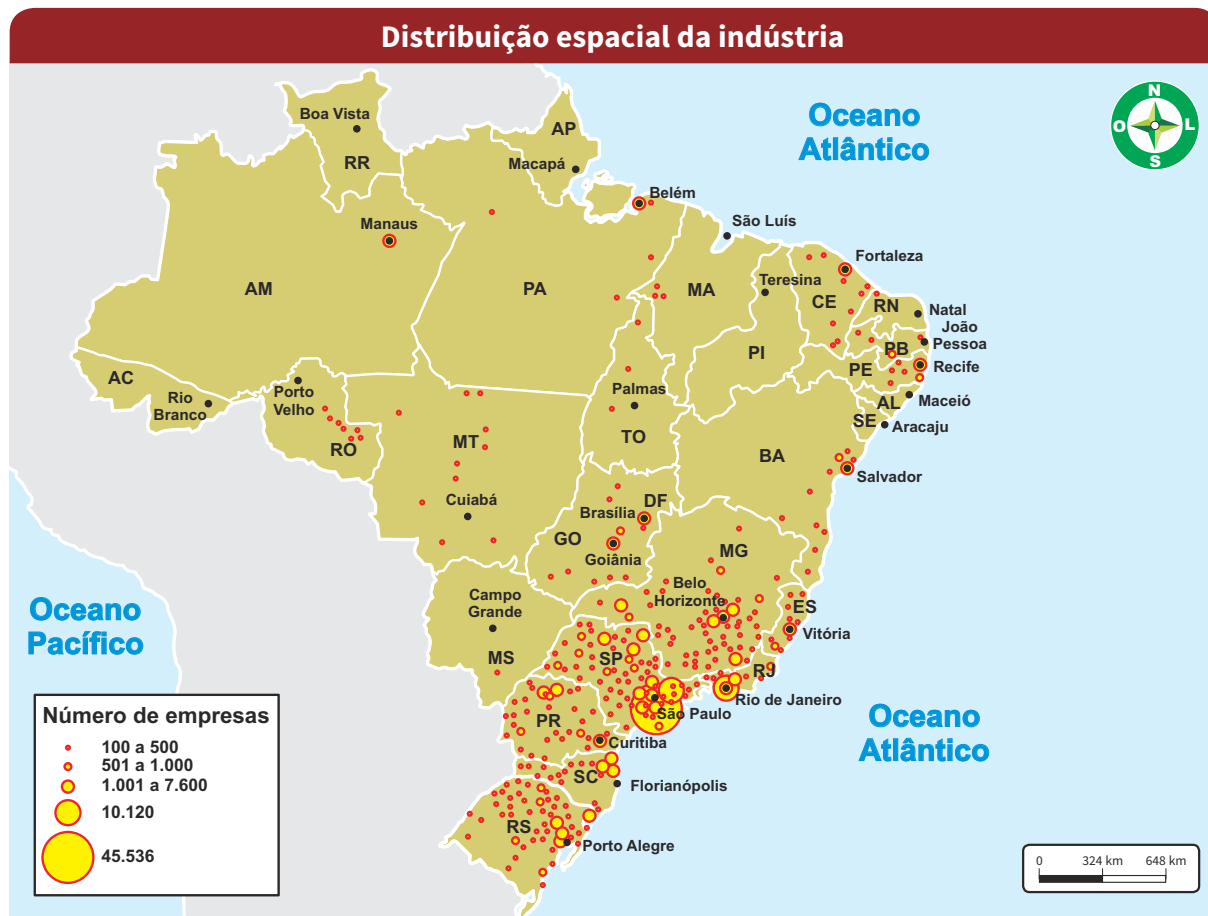 Distribuição espacial da indústria
N
O
L
S
Oceano
Atlântico
Boa Vista
RR
AP
Macapá
Belém
São Luís
Manaus
Fortaleza
Teresina
AM
PA
MA
CE
RN
Natal
João
Pessoa
PB
PI
PE
Recife
AC
Rio
Branco
Porto
Velho
RO
Palmas
TO
AL
Maceió
SE
Aracaju
MT
BA
Salvador
Cuiabá
Brasília
DF
GO
Goiânia
MG
Belo
Horizonte
ES
Vitória
Campo
Grande
MS
SP
RJ
Rio de Janeiro
São Paulo
PR
Curitiba
SC
Florianópolis
RS
Porto Alegre
Oceano
Pacífico
Oceano
Atlântico
Número de empresas
100 a 500
501 a 1.000
1.001 a 7.600
10.120
45.536
0 324 km 648 km